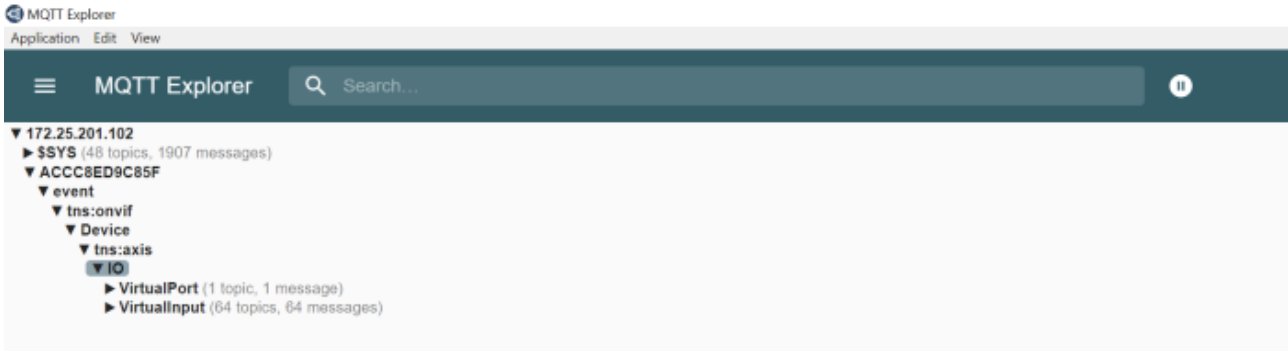 MQTT Explorer
Application Edit View
MQTT Explorer Search...
▼ 172.25.201.102
▶ $SYS (48 topics, 1907 messages)
▼ ACCC8ED9C85F
▼ event
▼ tns:onvif
▼ Device
▼ tns:axis
▼ IO
▶ VirtualPort (1 topic, 1 message)
▶ VirtualInput (64 topics, 64 messages)